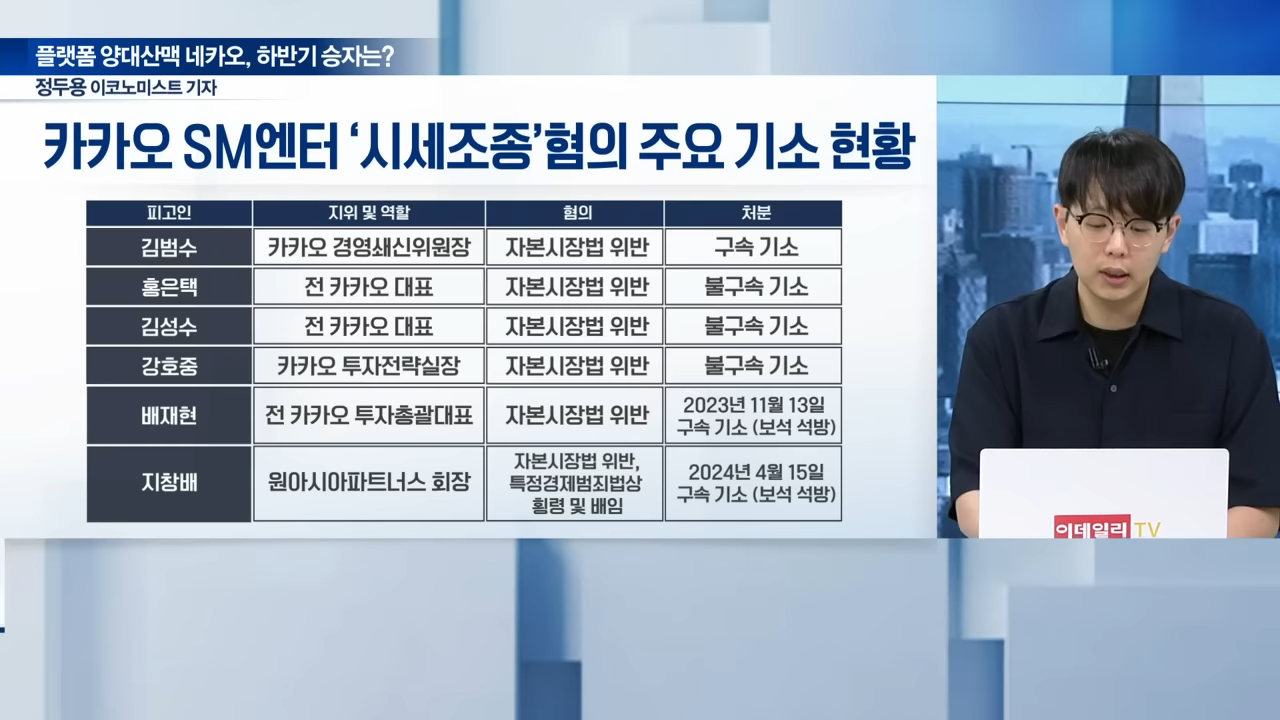 플랫폼 양대산맥 네카오, 하반기 승자는?
정두용 이코노미스트 기자
카카오 SM엔터 ‘시세조종’혐의 주요 기소 현황
피고인 지위 및 역할 혐의 처분
김범수 카카오 경영쇄신위원장 자본시장법 위반 구속 기소
홍은택 전 카카오 대표 자본시장법 위반 불구속 기소
김성수 전 카카오 대표 자본시장법 위반 불구속 기소
강호중 카카오 투자전략실장 자본시장법 위반 불구속 기소
배재현 전 카카오 투자총괄대표 자본시장법 위반 2023년 11월 13일
구속 기소 (보석 석방)
지창배 원아시아파트너스 회장 자본시장법 위반,
특정경제범죄법상
횡령 및 배임 2024년 4월 15일
구속 기소 (보석 석방)
이데일리 TV